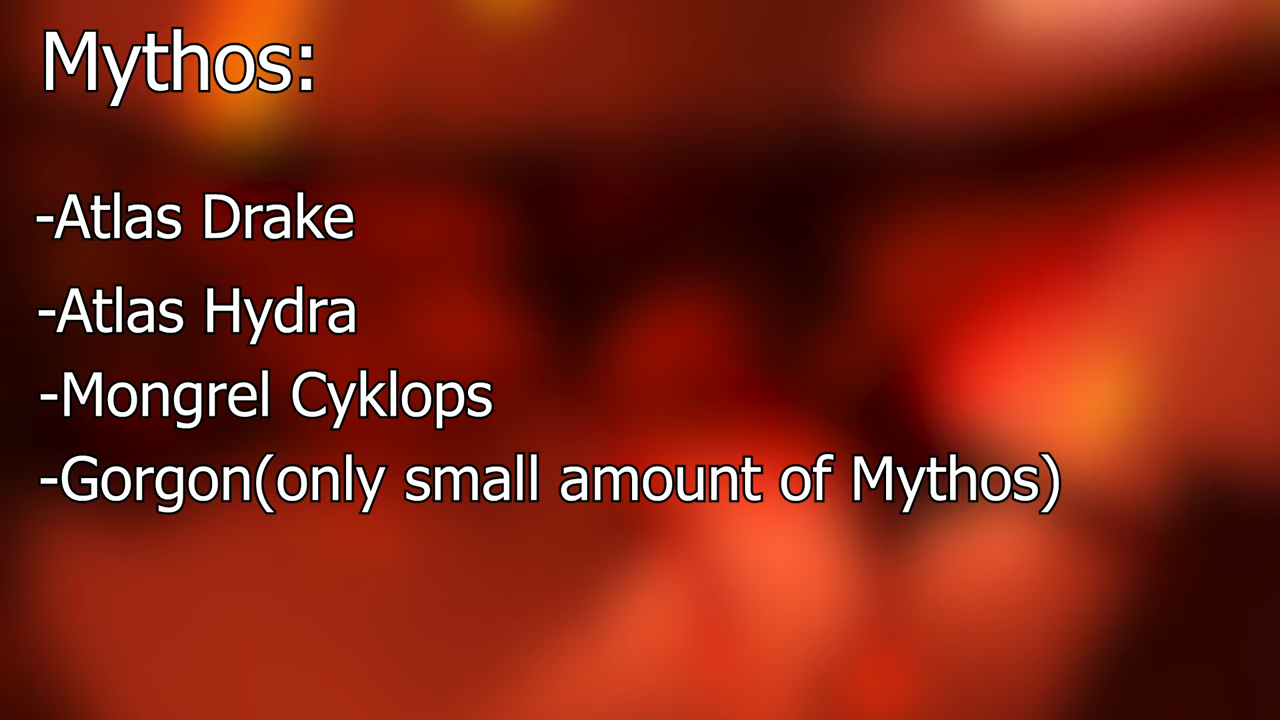 Mythos:
-Atlas Drake
-Atlas Hydra
-Mongrel Cyklops
-Gorgon(only small amount of Mythos)